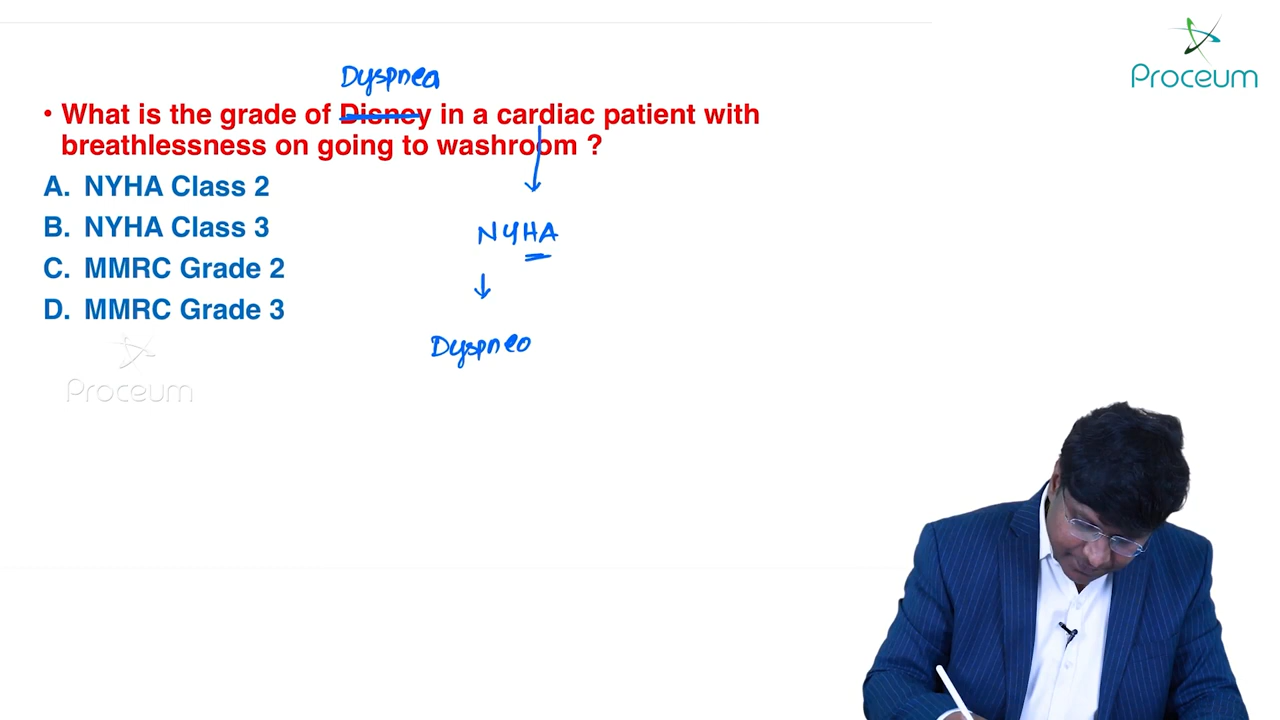 Proceum
Dyspnea
• What is the grade of Disney in a cardiac patient with
breathlessness on going to washroom ?
A. NYHA Class 2
B. NYHA Class 3
C. MMRC Grade 2
D. MMRC Grade 3
NYHA
Dyspneo
Proceum